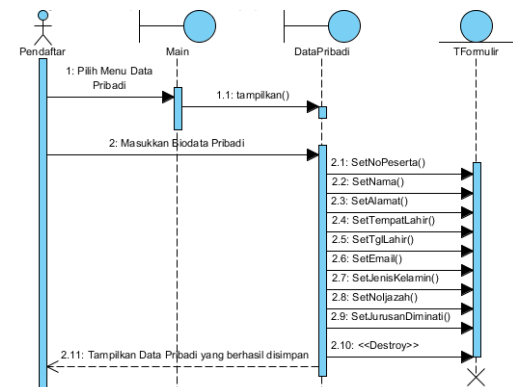 Pendaftar
Main
DataPribadi
TFormulir
1: Pilih Menu Data
Pribadi
1.1: tampilkan()
2: Masukkan Biodata Pribadi
2.1: SetNoPeserta()
2.2: SetNama()
2.3: SetAlamat()
2.4: SetTempatLahir()
2.5: SetTglLahir()
2.6: SetEmail()
2.7: SetJenisKelamin()
2.8: SetNoIjazah()
2.9: SetJurusanDiminati()
2.10: <<Destroy>>
2.11: Tampilkan Data Pribadi yang berhasil disimpan